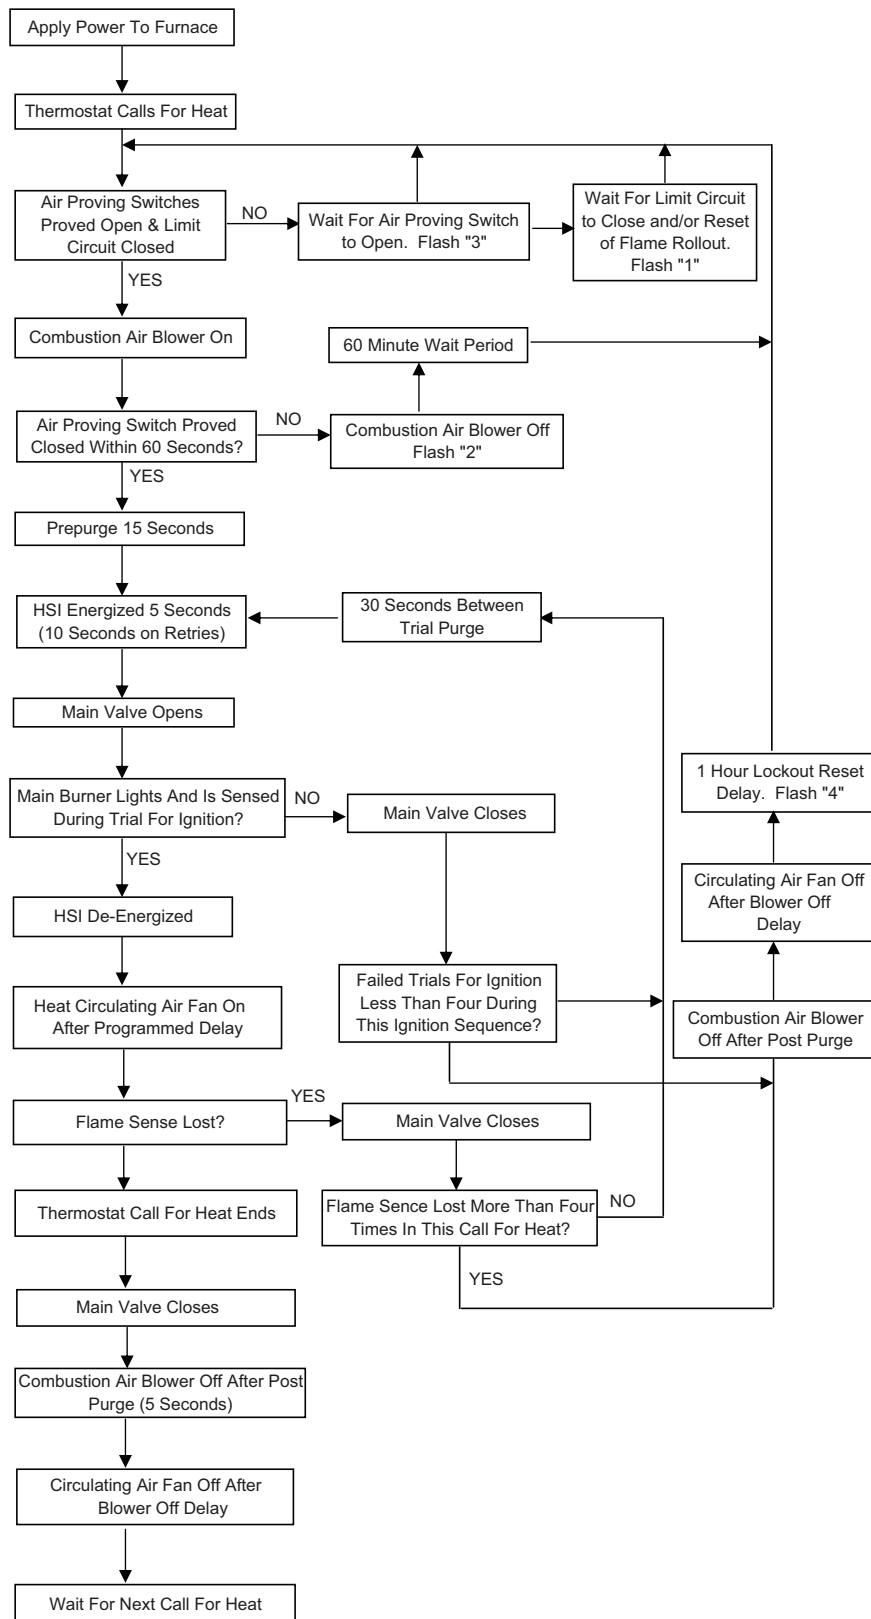 Apply Power To Furnace
Thermostat Calls For Heat
Air Proving Switches
Proved Open & Limit
Circuit Closed
NO
Wait For Air Proving Switch
to Open. Flash "3"
Wait For Limit Circuit
to Close and/or Reset
of Flame Rollout.
Flash "1"
YES
Combustion Air Blower On
60 Minute Wait Period
Air Proving Switch Proved
Closed Within 60 Seconds?
NO
Combustion Air Blower Off
Flash "2"
YES
Prepurge 15 Seconds
HSI Energized 5 Seconds
(10 Seconds on Retries)
30 Seconds Between
Trial Purge
Main Valve Opens
Main Burner Lights And Is Sensed
During Trial For Ignition?
NO
Main Valve Closes
1 Hour Lockout Reset
Delay. Flash "4"
YES
HSI De-Energized
Circulating Air Fan Off
After Blower Off
Delay
Heat Circulating Air Fan On
After Programmed Delay
Failed Trials For Ignition
Less Than Four During
This Ignition Sequence?
Combustion Air Blower
Off After Post Purge
Flame Sense Lost?
YES
Main Valve Closes
Thermostat Call For Heat Ends
Flame Sence Lost More Than Four
Times In This Call For Heat?
NO
YES
Main Valve Closes
Combustion Air Blower Off After Post
Purge (5 Seconds)
Circulating Air Fan Off After
Blower Off Delay
Wait For Next Call For Heat